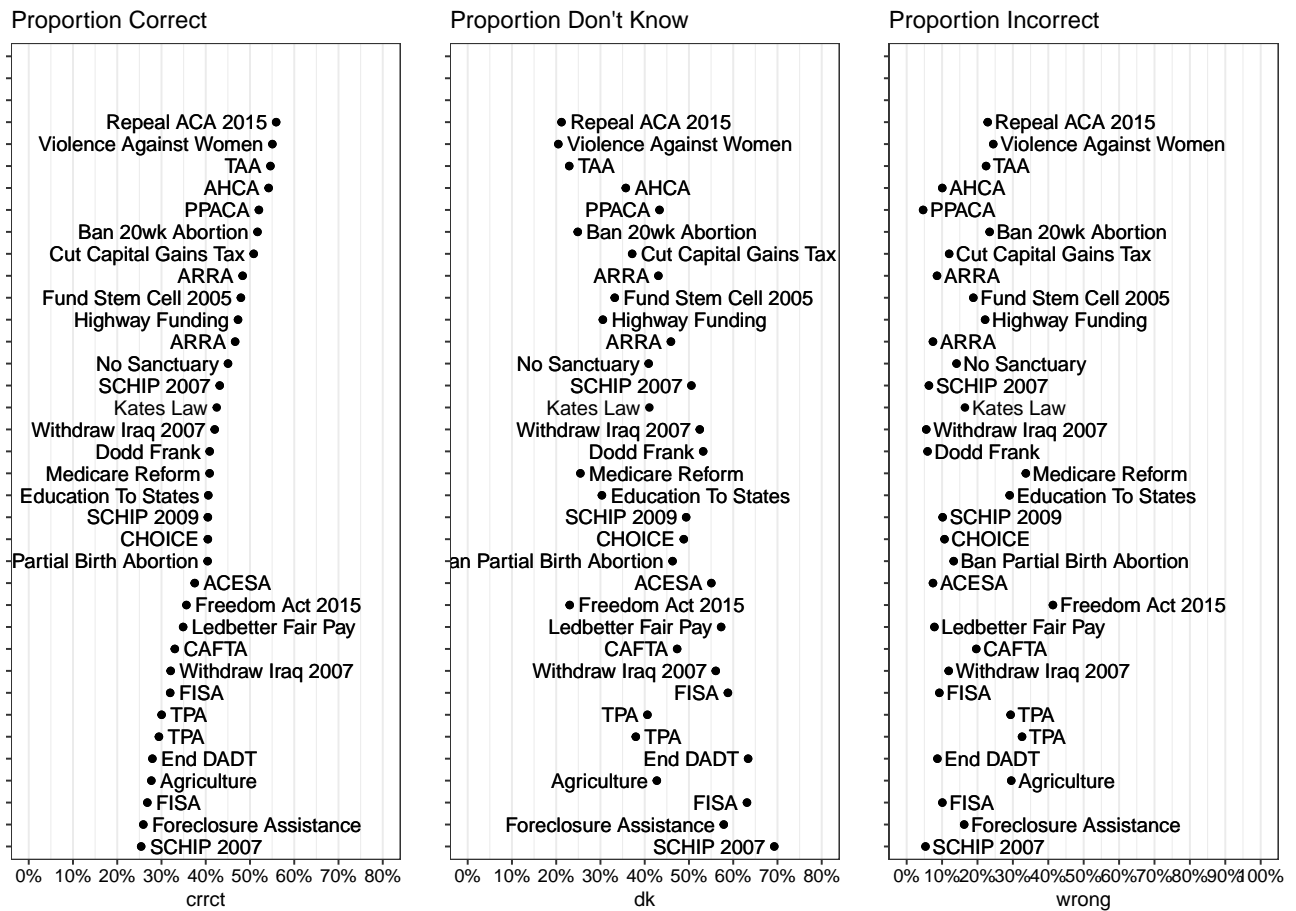 Proportion Correct
Repeal ACA 2015
Violence Against Women
TAA
AHCA
PPACA
Ban 20wk Abortion
Cut Capital Gains Tax
ARRA
Fund Stem Cell 2005
Highway Funding
ARRA
No Sanctuary
SCHIP 2007
Kates Law
Withdraw Iraq 2007
Dodd Frank
Medicare Reform
Education To States
SCHIP 2009
CHOICE
Partial Birth Abortion
ACESA
Freedom Act 2015
Ledbetter Fair Pay
CAFTA
Withdraw Iraq 2007
FISA
TPA
TPA
End DADT
Agriculture
FISA
Foreclosure Assistance
SCHIP 2007
0% 10% 20% 30% 40% 50% 60% 70% 80%
crrct
Proportion Don't Know
Repeal ACA 2015
Violence Against Women
TAA
AHCA
PPACA
Ban 20wk Abortion
Cut Capital Gains Tax
ARRA
Fund Stem Cell 2005
Highway Funding
ARRA
No Sanctuary
SCHIP 2007
Kates Law
Withdraw Iraq 2007
Dodd Frank
Medicare Reform
Education To States
SCHIP 2009
CHOICE
an Partial Birth Abortion
ACESA
Freedom Act 2015
Ledbetter Fair Pay
CAFTA
Withdraw Iraq 2007
FISA
TPA
TPA
End DADT
Agriculture
FISA
Foreclosure Assistance
SCHIP 2007
0% 10% 20% 30% 40% 50% 60% 70% 80%
dk
Proportion Incorrect
Repeal ACA 2015
Violence Against Women
TAA
AHCA
PPACA
Ban 20wk Abortion
Cut Capital Gains Tax
ARRA
Fund Stem Cell 2005
Highway Funding
ARRA
No Sanctuary
SCHIP 2007
Kates Law
Withdraw Iraq 2007
Dodd Frank
Medicare Reform
Education To States
SCHIP 2009
CHOICE
Ban Partial Birth Abortion
ACESA
Freedom Act 2015
Ledbetter Fair Pay
CAFTA
Withdraw Iraq 2007
FISA
TPA
TPA
End DADT
Agriculture
FISA
Foreclosure Assistance
SCHIP 2007
0% 10% 20% 30% 40% 50% 60% 70% 80% 90% 100%
wrong